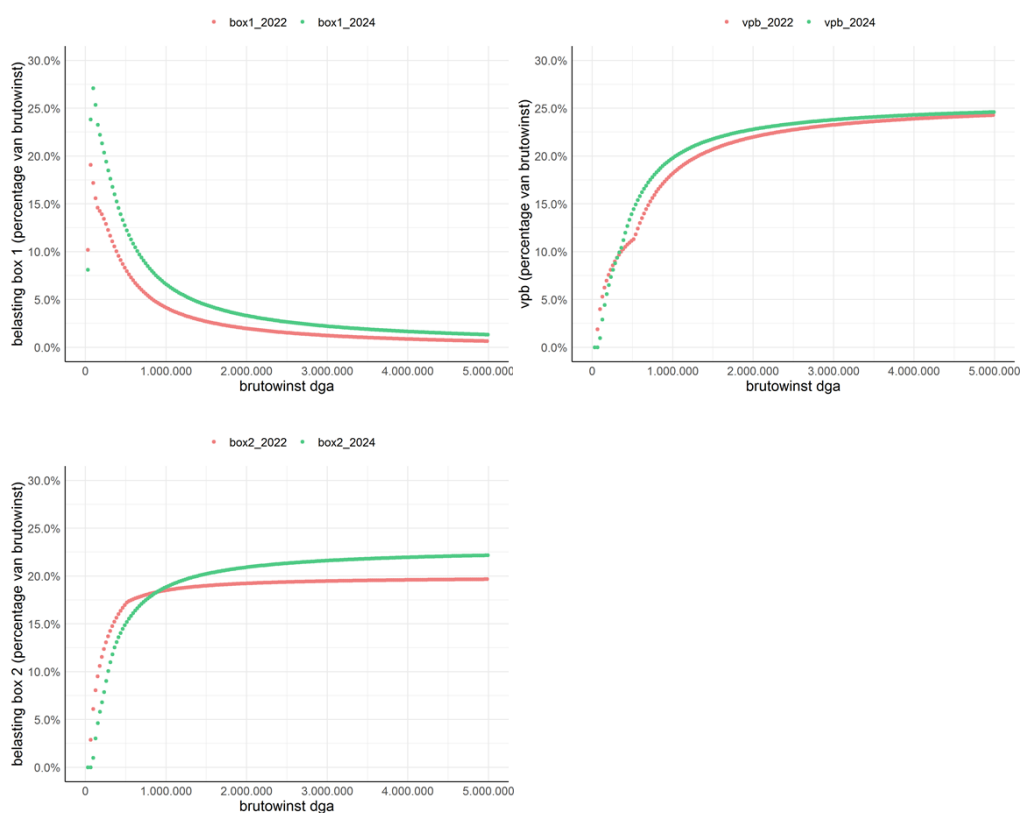 box1_2022 box1_2024
belasting box 1 (percentage van brutowinst)
30.0%
25.0%
20.0%
15.0%
10.0%
5.0%
0.0%
0 1.000.000 2.000.000 3.000.000 4.000.000 5.000.000
brutowinst dga
vpb_2022 vpb_2024
vpb (percentage van brutowinst)
30.0%
25.0%
20.0%
15.0%
10.0%
5.0%
0.0%
0 1.000.000 2.000.000 3.000.000 4.000.000 5.000.000
brutowinst dga
box2_2022 box2_2024
belasting box 2 (percentage van brutowinst)
30.0%
25.0%
20.0%
15.0%
10.0%
5.0%
0.0%
0 1.000.000 2.000.000 3.000.000 4.000.000 5.000.000
brutowinst dga